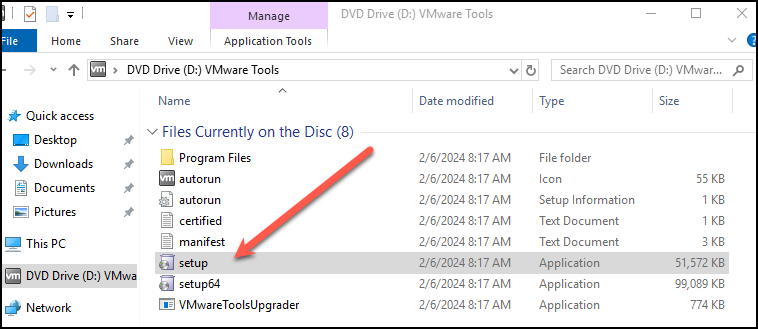 Manage
DVD Drive (D:) VMware Tools
File
Application Tools
vm DVD Drive (D:) VMware Tools
Search DVD Drive (D:) VMwar...
Name Date modified Type Size
Quick access
Desktop
Downloads
Documents
Pictures
This PC
DVD Drive (D:) VMwa
Network
Files Currently on the Disc (8)
Program Files 2/6/2024 8:17 AM File folder
vm autorun 2/6/2024 8:17 AM Icon 55 KB
autorun 2/6/2024 8:17 AM Setup Information 1 KB
certified 2/6/2024 8:17 AM Text Document 1 KB
manifest 2/6/2024 8:17 AM Text Document 3 KB
setup 2/6/2024 8:17 AM Application 51,572 KB
setup64 2/6/2024 8:17 AM Application 99,089 KB
VMwareToolsUpgrader 2/6/2024 8:17 AM Application 774 KB